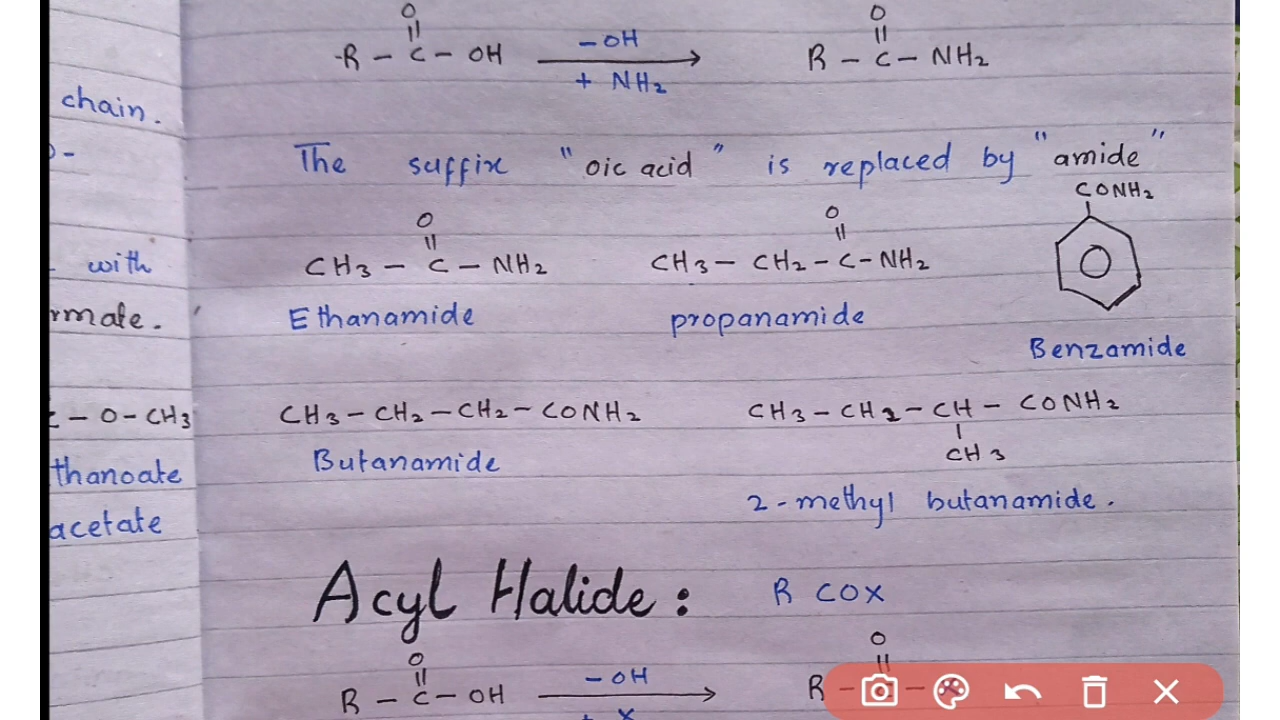 O
R - C - OH
- OH
+ NH₂
O
R - C - NH₂
chain.
The suffix "oic acid" is replaced by "amide"
O
CH₃ - C - NH₂
Ethanamide
O
CH₃ - CH₂ - C - NH₂
propanamide
CONH₂
Benzamide
with
CH₃ - CH₂ - CH₂ - CONH₂
Butanamide
CH₃ - CH₂ - CH - CONH₂
CH₃
2-methyl butanamide.
- O - CH₃
thanoate
acetate
Acyl Halide : R COX
O
R - C - OH
- OH
+ X
O
R -